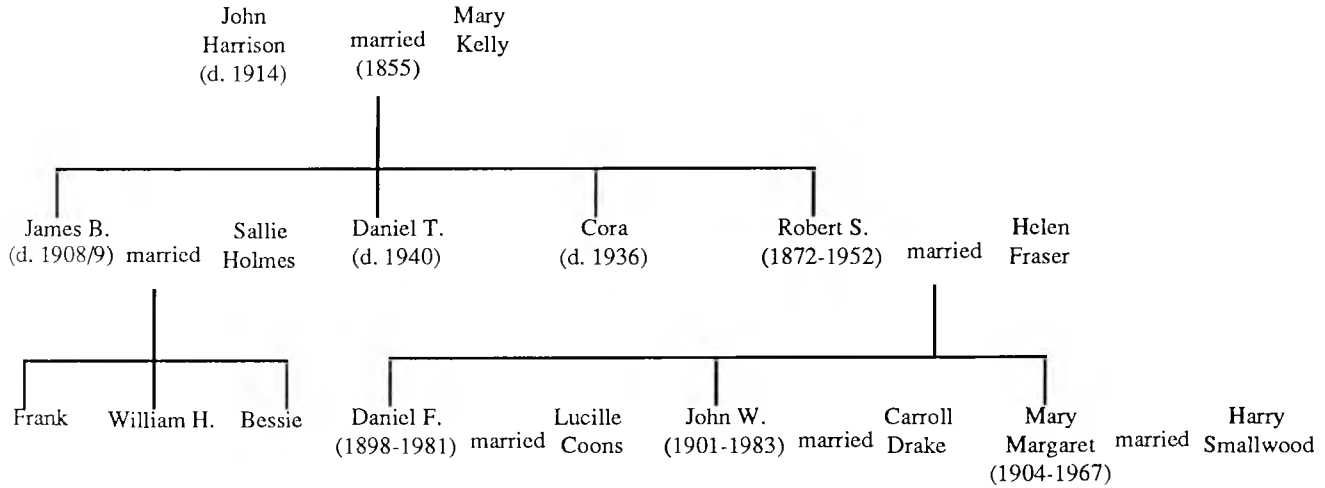 John
Harrison
(d. 1914)
married
(1855)
Mary
Kelly
James B.
(d. 1908/9)
married
Sallie
Holmes
Daniel T.
(d. 1940)
Cora
(d. 1936)
Robert S.
(1872-1952)
married
Helen
Fraser
Frank
William H.
Bessie
Daniel F.
(1898-1981)
married
Lucille
Coons
John W.
(1901-1983)
married
Carroll
Drake
Mary
Margaret
(1904-1967)
married
Harry
Smallwood